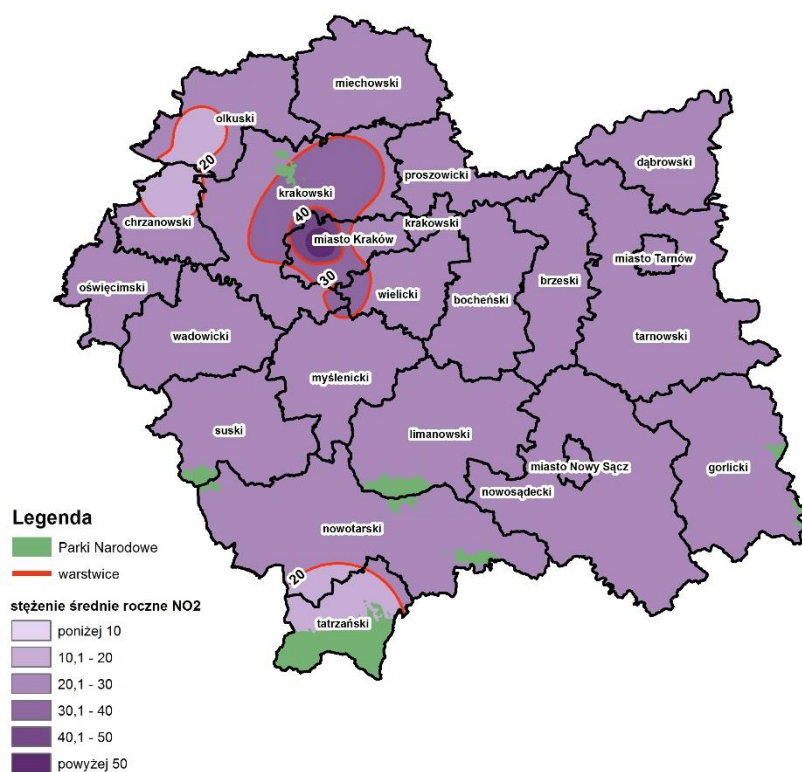 miechowski
olkuski
dąbrowski
20
proszowicki
krakowski
40
krakowski
chrzanowski
miasto Kraków
miasto Tarnów
30
oświęcimski
wielicki
bocheński
brzeski
wadowicki
tarnowski
myślenicki
suski
limanowski
miasto Nowy Sącz
gorlicki
nowosądecki
nowotarski
20
tatrzański
Legenda
Parki Narodowe
warstwice
stężenie średnie roczne NO2
poniżej 10
10,1 - 20
20,1 - 30
30,1 - 40
40,1 - 50
powyżej 50